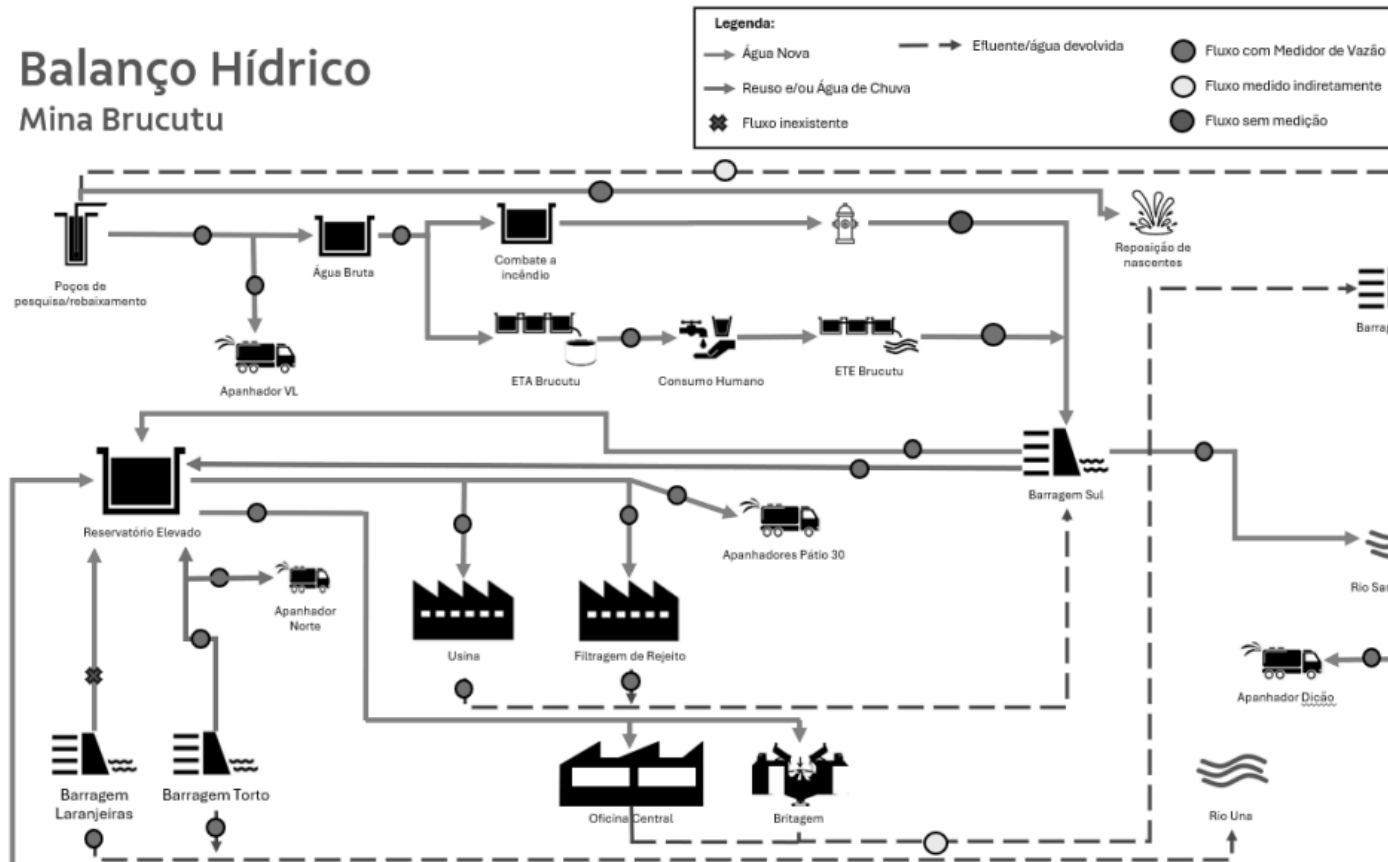 Balanço Hídrico
Mina Brucutu
Legenda:
Água Nova
Efluente/água devolvida
Fluxo com Medidor de Vazão
Reuso e/ou Água de Chuva
Fluxo medido indiretamente
Fluxo inexistente
Fluxo sem medição
Poços de
pesquisa/rebaixamento
Água Bruta
Combate a
incêndio
Reposição de
nascentes
Apanhador VL
ETA Brucutu
Consumo Humano
ETE Brucutu
Reservatório Elevado
Barragem Sul
Apanhadores Pátio 30
Apanhador
Norte
Usina
Filtragem de Rejeito
Rio
Apanhador Dicão
Barragem
Laranjeiras
Barragem Torto
Oficina Central
Britagem
Rio Una